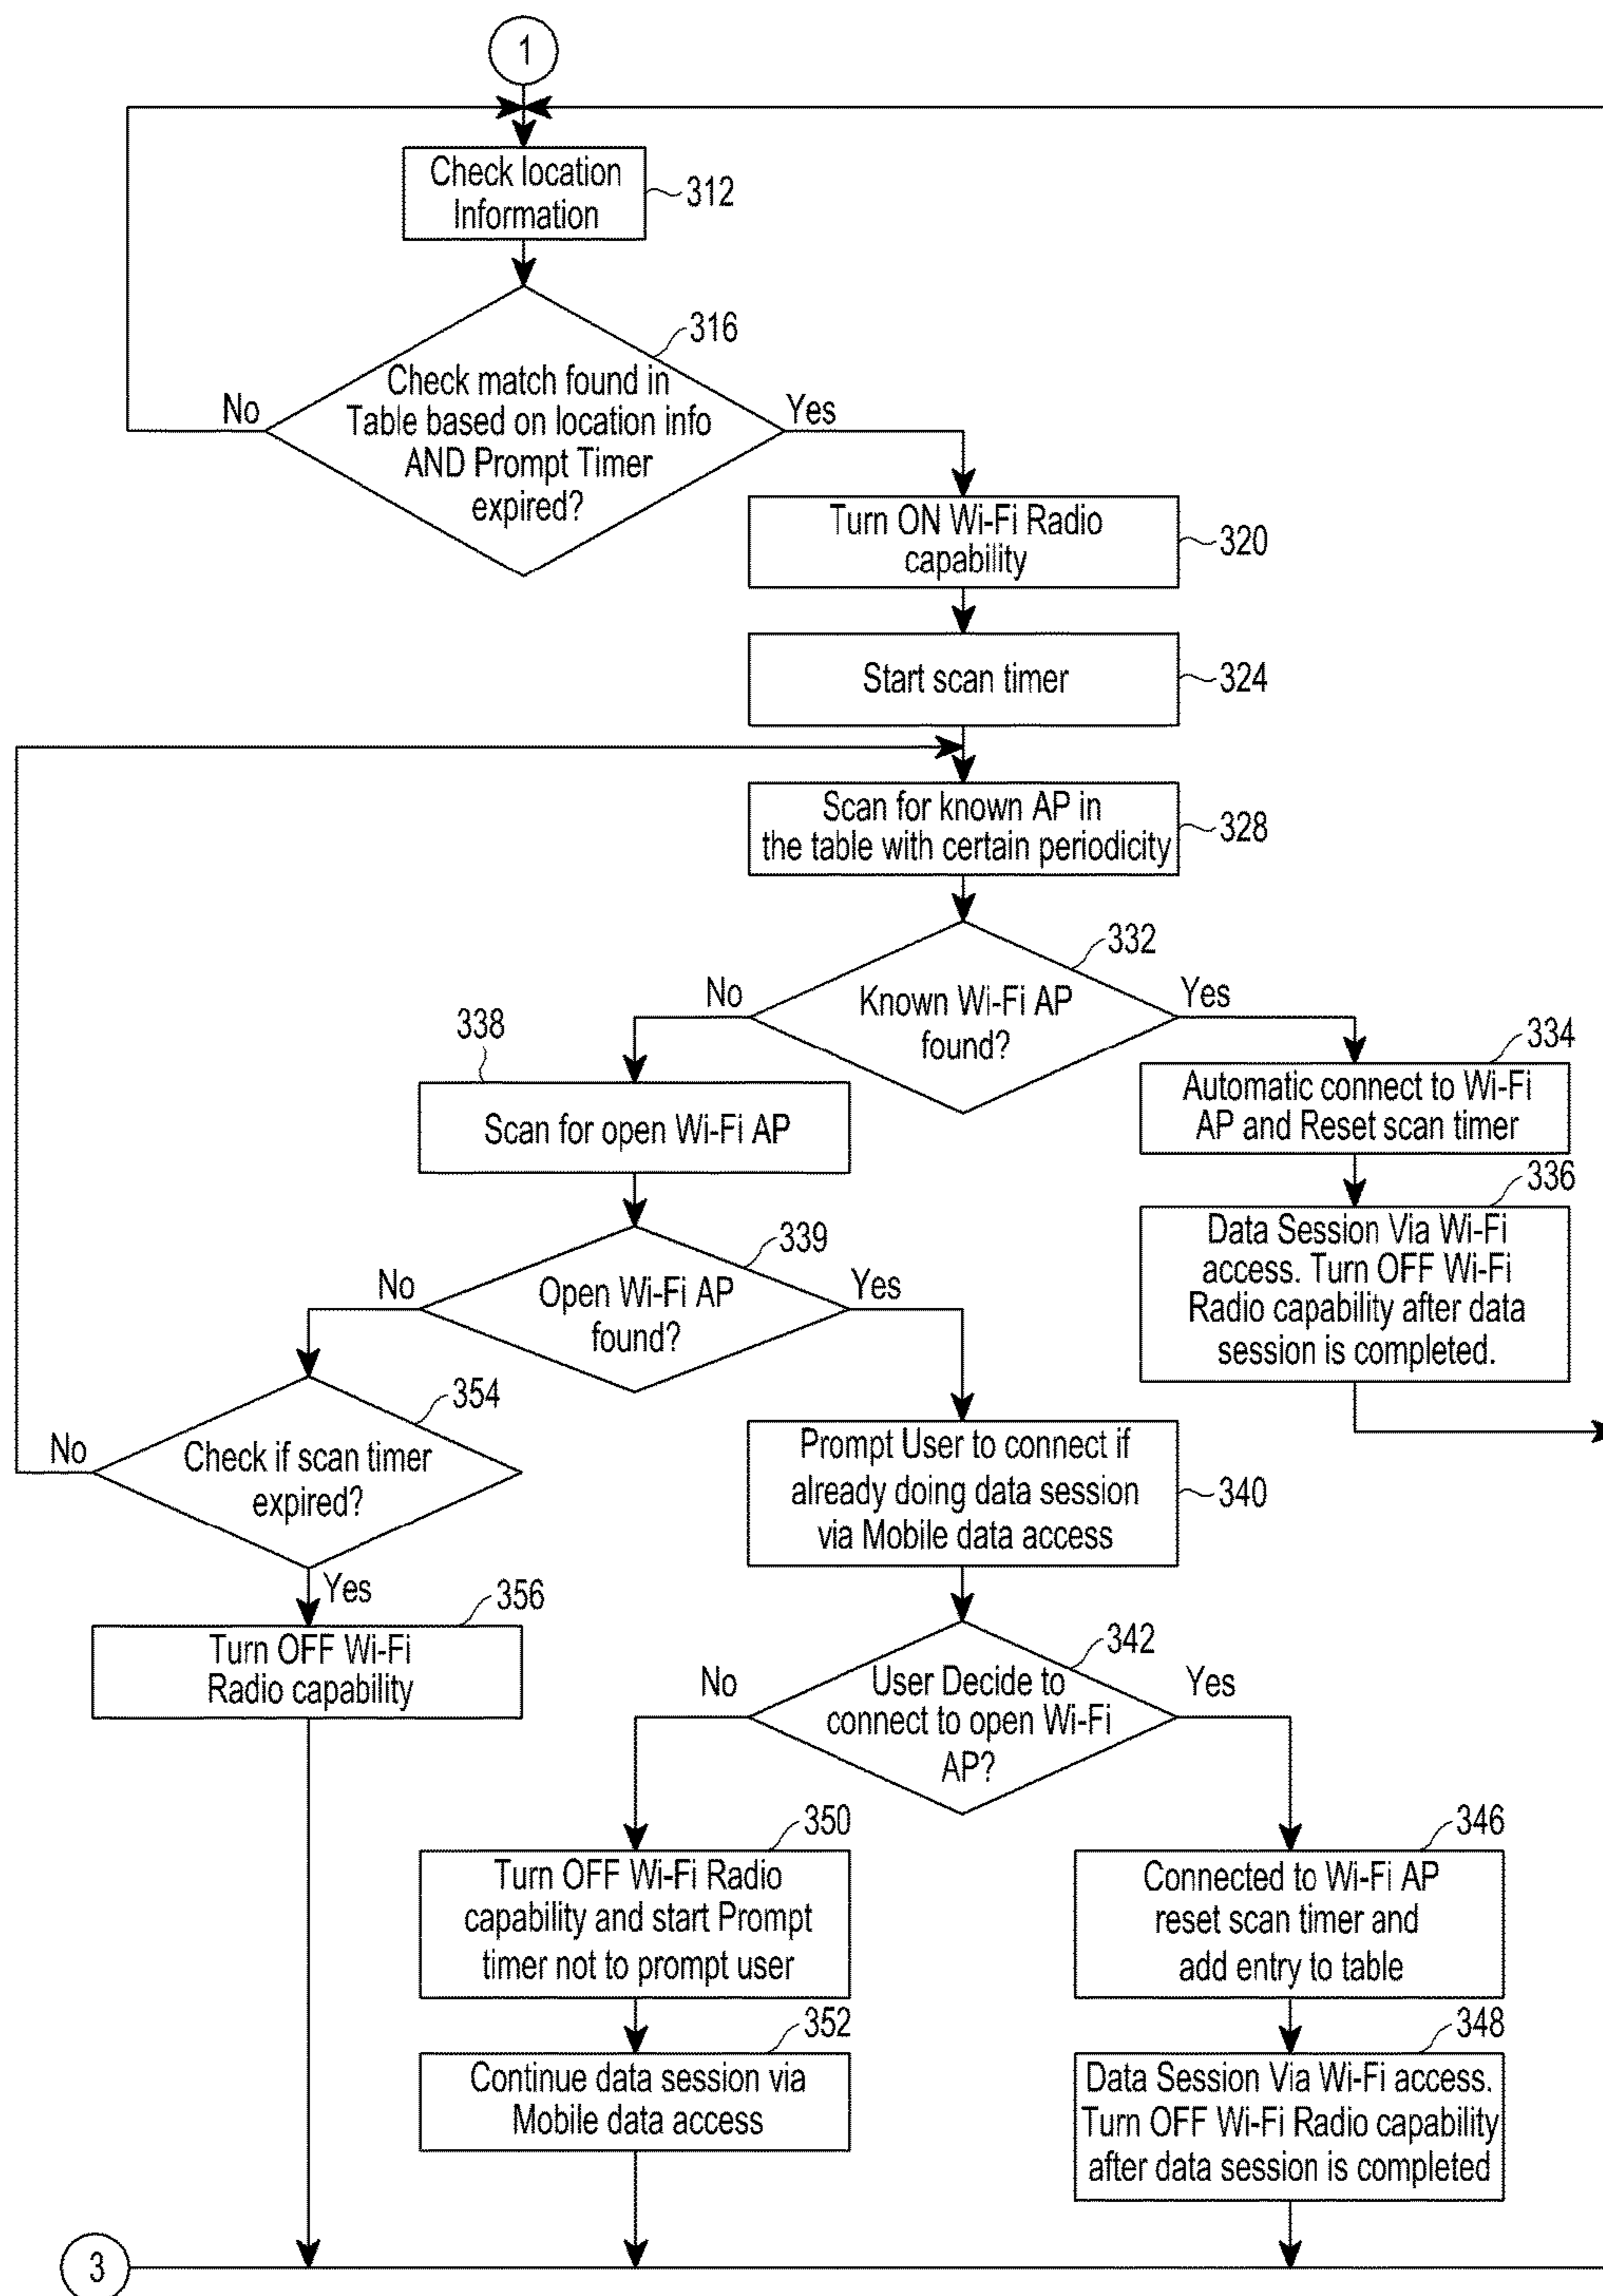 1
Check location
Information
312
316
Check match found in
Table based on location info
AND Prompt Timer
expired?
No
Yes
Turn ON Wi-Fi Radio
capability
320
Start scan timer
324
Scan for known AP in
the table with certain periodicity
328
332
Known Wi-Fi AP
found?
No
Yes
338
Scan for open Wi-Fi AP
334
Automatic connect to Wi-Fi
AP and Reset scan timer
336
Data Session Via Wi-Fi
access. Turn OFF Wi-Fi
Radio capability after data
session is completed.
339
Open Wi-Fi AP
found?
No
Yes
354
Check if scan timer
expired?
No
Yes
Prompt User to connect if
already doing data session
via Mobile data access
340
356
Turn OFF Wi-Fi
Radio capability
342
User Decide to
connect to open Wi-Fi
AP?
No
Yes
350
Turn OFF Wi-Fi Radio
capability and start Prompt
timer not to prompt user
346
Connected to Wi-Fi AP
reset scan timer and
add entry to table
352
Continue data session via
Mobile data access
348
Data Session Via Wi-Fi access.
Turn OFF Wi-Fi Radio capability
after data session is completed
3